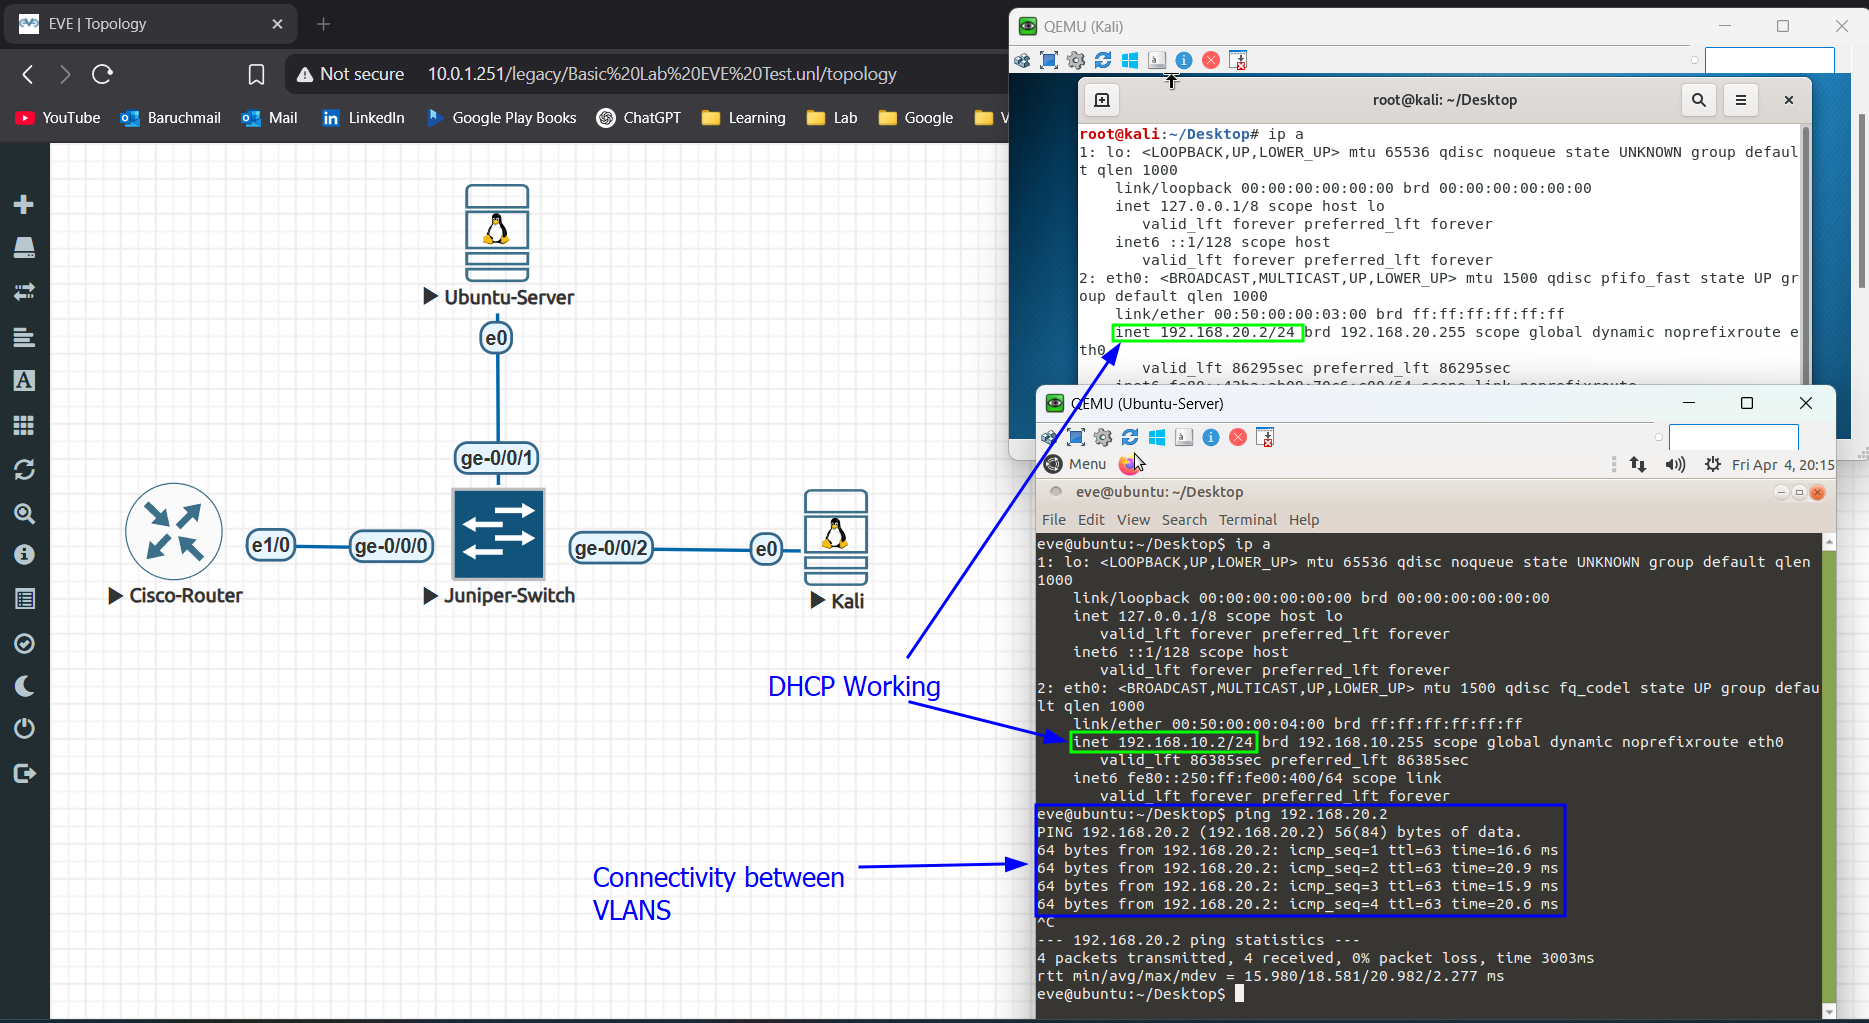 EVE | Topology
Not secure
10.0.1.251/legacy/Basic%20Lab%20EVE%20Test.unl/topology
YouTube
Baruchmail
Mail
LinkedIn
Google Play Books
ChatGPT
Learning
Lab
Google
Ubuntu-Server
e0
ge-0/0/1
e1/0
ge-0/0/0
ge-0/0/2
e0
Cisco-Router
Juniper-Switch
Kali
DHCP Working
Connectivity between
VLANS
QEMU (Kali)
root@kali: ~/Desktop
root@kali:~/Desktop# ip a
1: lo: <LOOPBACK,UP,LOWER_UP> mtu 65536 qdisc noqueue state UNKNOWN group defaul
t qlen 1000
link/loopback 00:00:00:00:00:00 brd 00:00:00:00:00:00
inet 127.0.0.1/8 scope host lo
valid_lft forever preferred_lft forever
inet6 ::1/128 scope host
valid_lft forever preferred_lft forever
2: eth0: <BROADCAST,MULTICAST,UP,LOWER_UP> mtu 1500 qdisc pfifo_fast state UP gr
oup default qlen 1000
link/ether 00:50:00:00:03:00 brd ff:ff:ff:ff:ff:ff
inet 192.168.20.2/24 brd 192.168.20.255 scope global dynamic noprefixroute e
th0
valid_lft 86295sec preferred_lft 86295sec
QEMU (Ubuntu-Server)
Menu
Fri Apr 4, 20:15
eve@ubuntu: ~/Desktop
File Edit View Search Terminal Help
eve@ubuntu:~/Desktop$ ip a
1: lo: <LOOPBACK,UP,LOWER_UP> mtu 65536 qdisc noqueue state UNKNOWN group default qlen
1000
link/loopback 00:00:00:00:00:00 brd 00:00:00:00:00:00
inet 127.0.0.1/8 scope host lo
valid_lft forever preferred_lft forever
inet6 ::1/128 scope host
valid_lft forever preferred_lft forever
2: eth0: <BROADCAST,MULTICAST,UP,LOWER_UP> mtu 1500 qdisc fq_codel state UP group defau
lt qlen 1000
link/ether 00:50:00:00:04:00 brd ff:ff:ff:ff:ff:ff
inet 192.168.10.2/24 brd 192.168.10.255 scope global dynamic noprefixroute eth0
valid_lft 86385sec preferred_lft 86385sec
inet6 fe80::250:ff:fe00:400/64 scope link
valid_lft forever preferred_lft forever
eve@ubuntu:~/Desktop$ ping 192.168.20.2
PING 192.168.20.2 (192.168.20.2) 56(84) bytes of data.
64 bytes from 192.168.20.2: icmp_seq=1 ttl=63 time=16.6 ms
64 bytes from 192.168.20.2: icmp_seq=2 ttl=63 time=20.9 ms
64 bytes from 192.168.20.2: icmp_seq=3 ttl=63 time=15.9 ms
64 bytes from 192.168.20.2: icmp_seq=4 ttl=63 time=20.6 ms
^C
--- 192.168.20.2 ping statistics ---
4 packets transmitted, 4 received, 0% packet loss, time 3003ms
rtt min/avg/max/mdev = 15.980/18.581/20.982/2.277 ms
eve@ubuntu:~/Desktop$